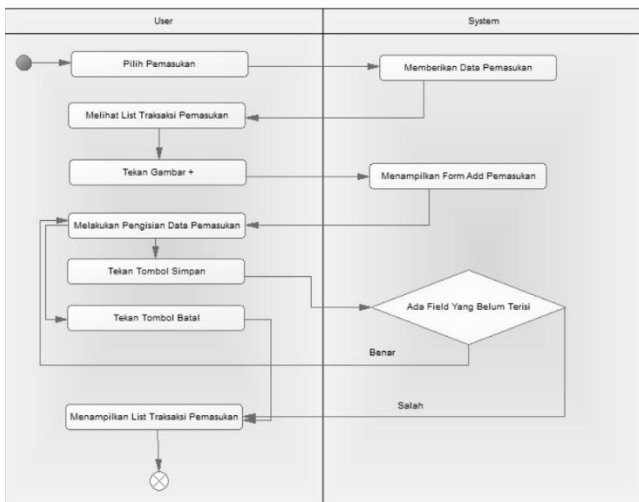 User
System
Pilih Pemasukan
Memberikan Data Pemasukan
Melihat List Traksaksi Pemasukan
Tekan Gambar +
Menampilkan Form Add Pemasukan
Melakukan Pengisian Data Pemasukan
Tekan Tombol Simpan
Ada Field Yang Belum Terisi
Tekan Tombol Batal
Benar
Salah
Menampilkan List Traksaksi Pemasukan